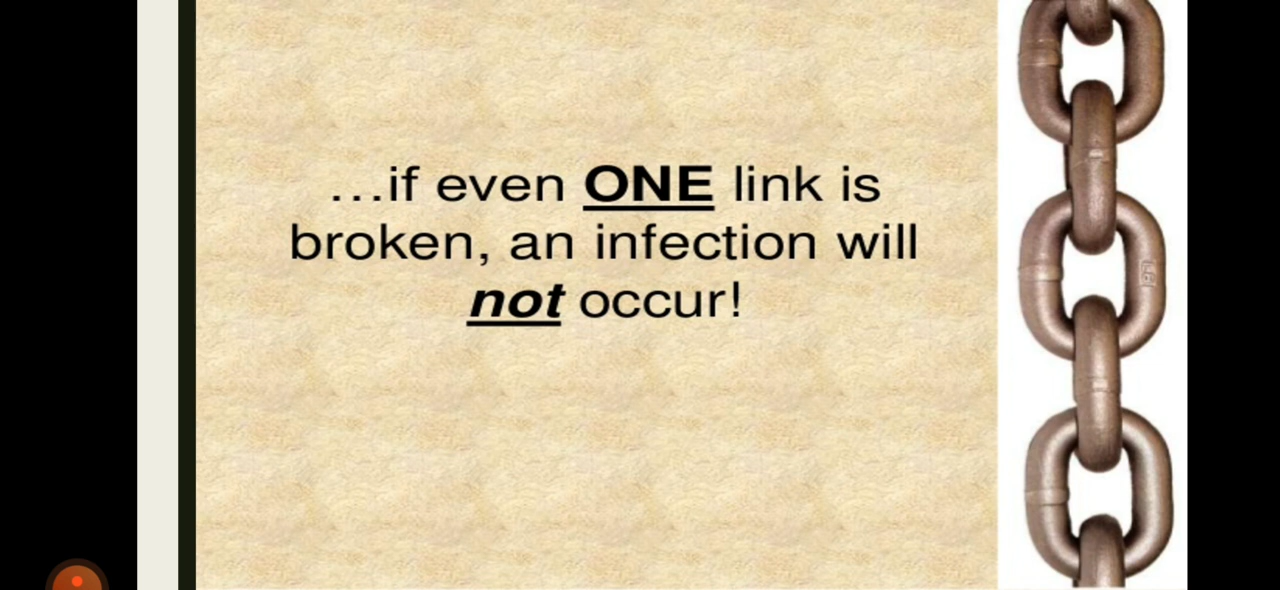 …if even ONE link is
broken, an infection will
not occur!